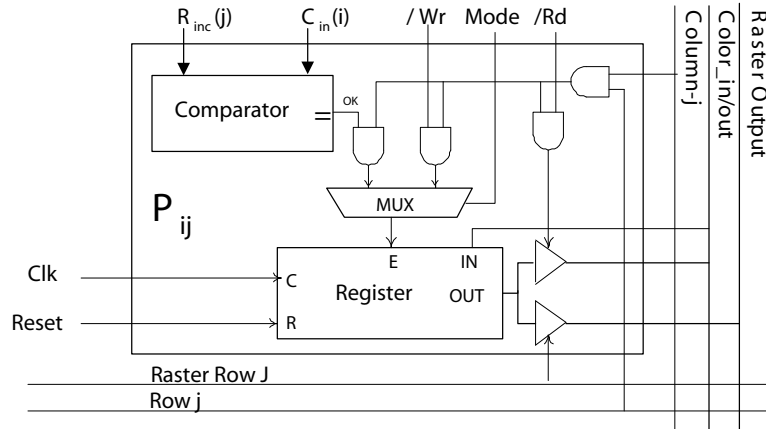 R inc (j)
C in (i)
/ Wr
Mode
/Rd
Column-j
Color_in/out
Raster Output
Comparator
=
OK
MUX
P ij
E
IN
Clk
C
Register
OUT
Reset
R
Raster Row J
Row j